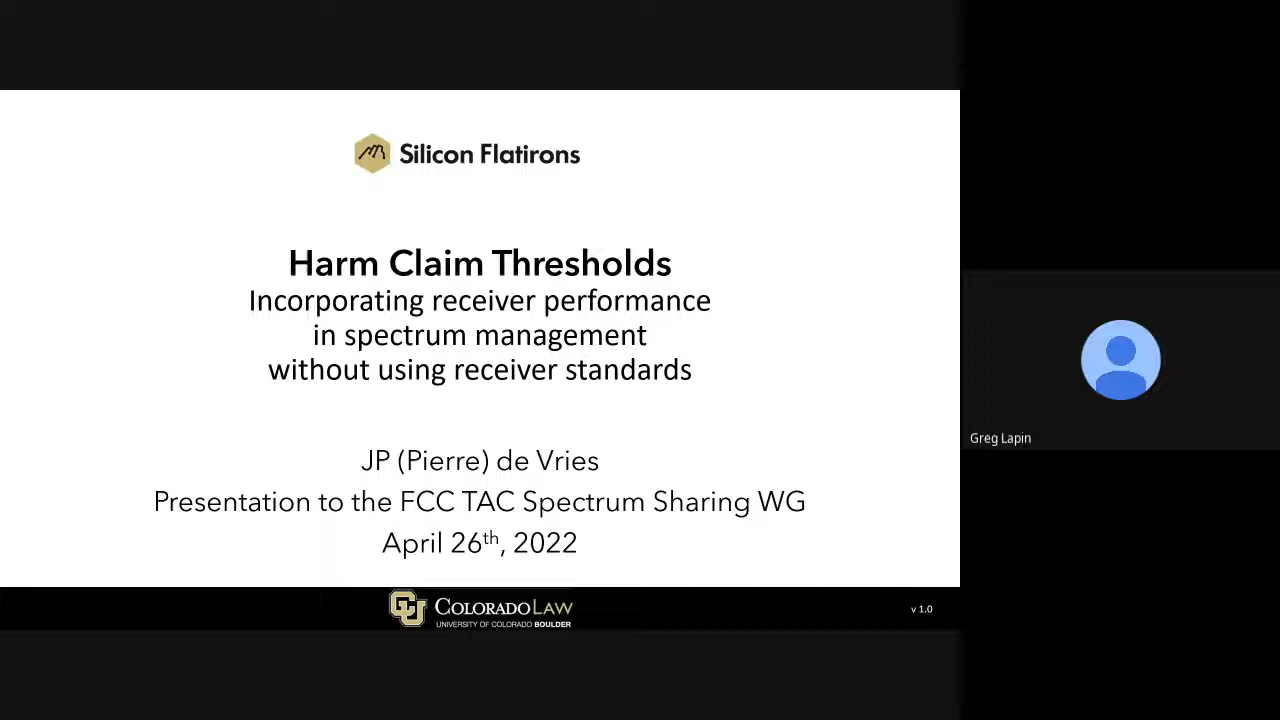 Silicon Flatirons
Harm Claim Thresholds
Incorporating receiver performance
in spectrum management
without using receiver standards
JP (Pierre) de Vries
Presentation to the FCC TAC Spectrum Sharing WG
April 26th, 2022
Greg Lapin
CU
COLORADO LAW
UNIVERSITY OF COLORADO BOULDER
v 1.0